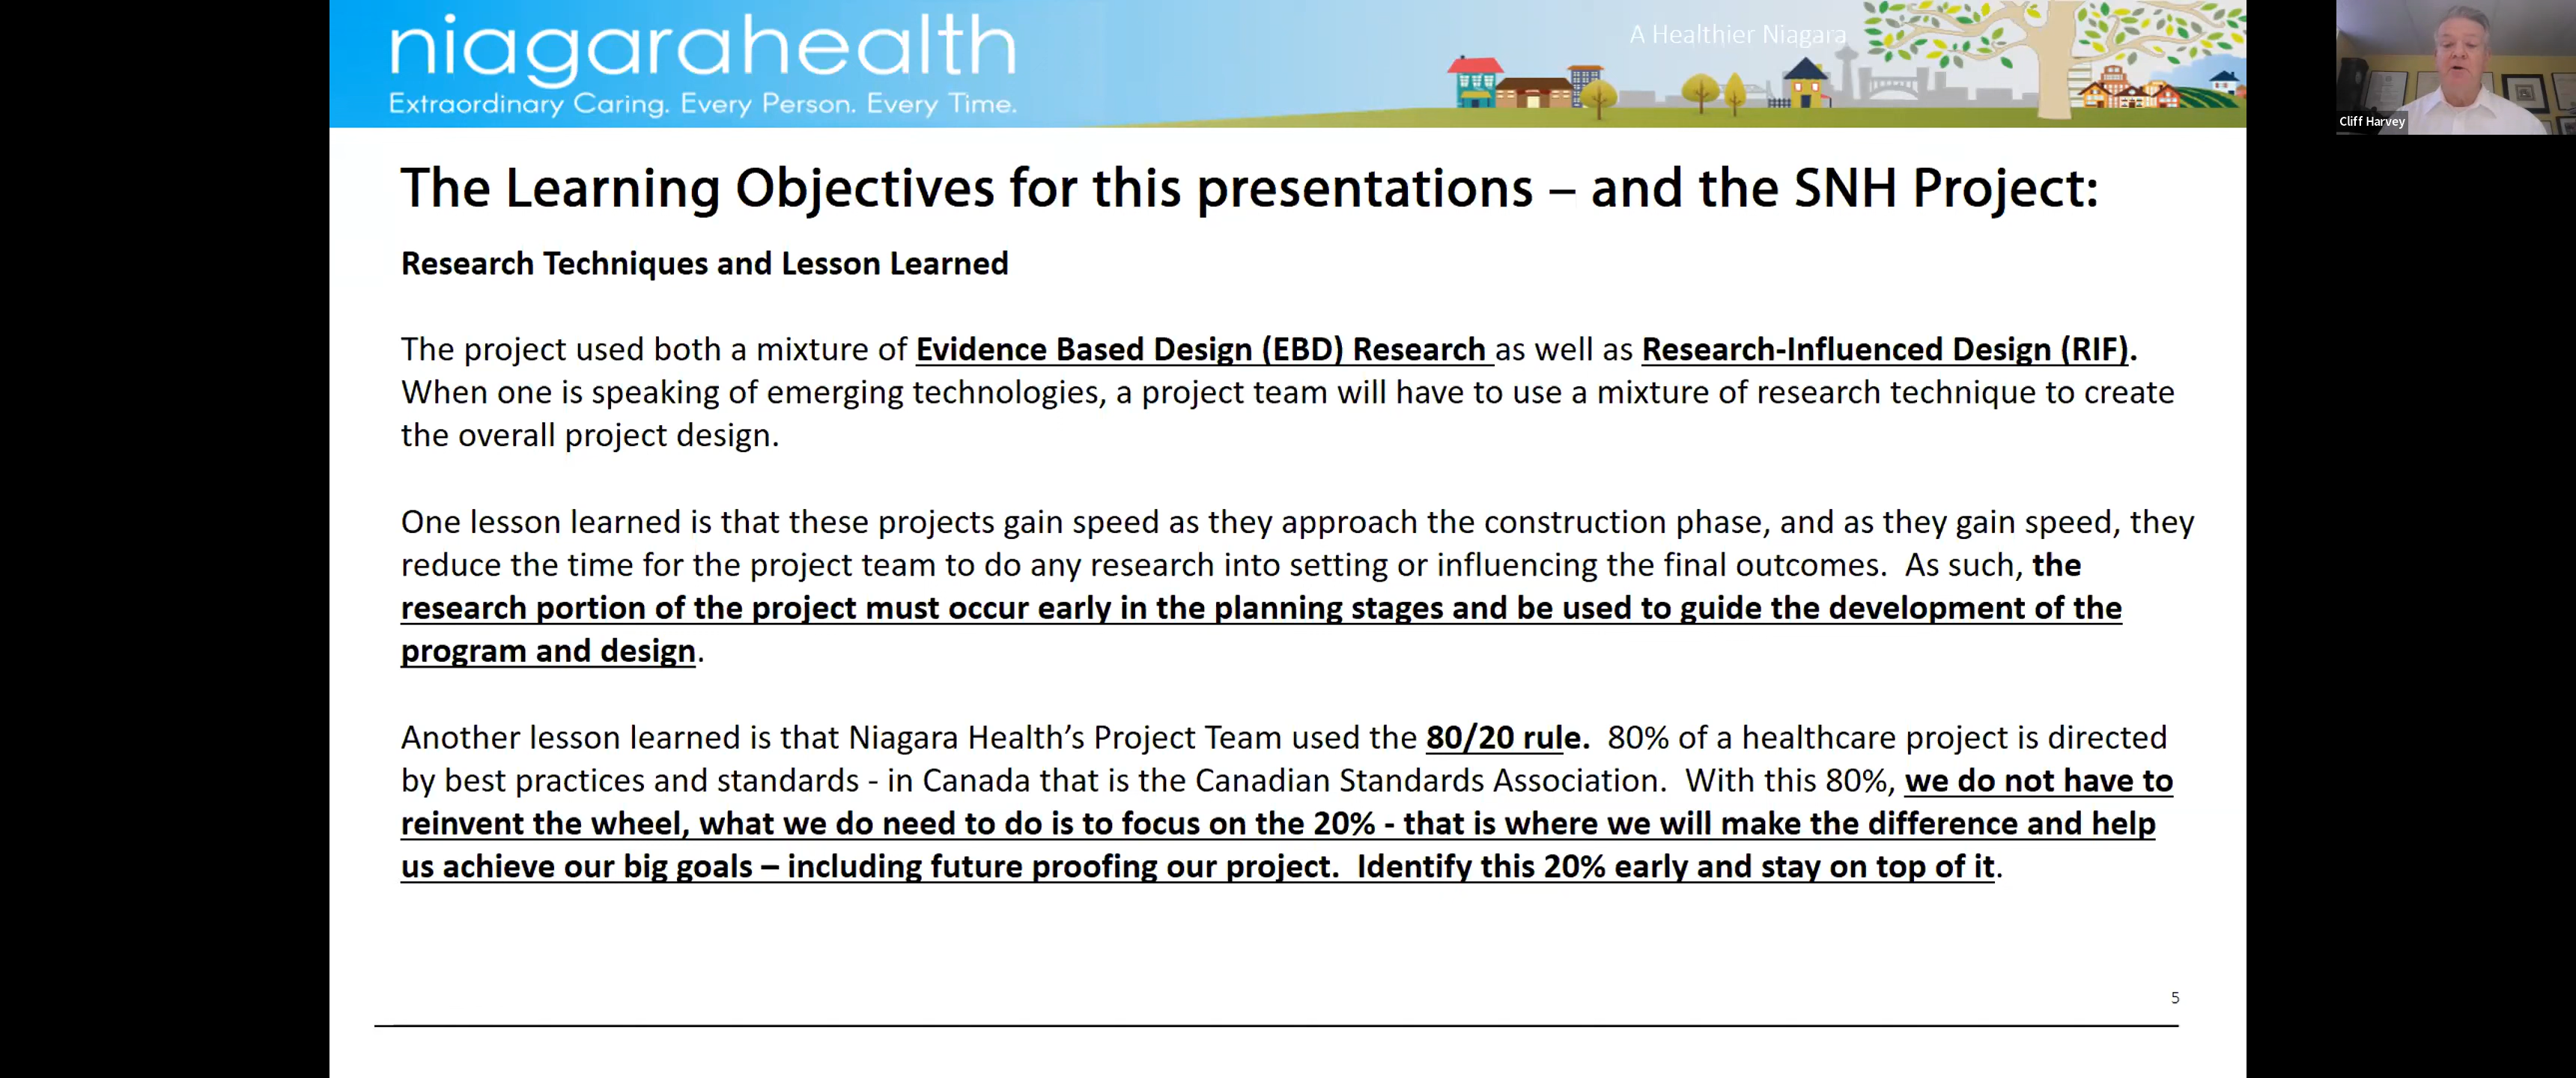 niagarahealth
Extraordinary Caring. Every Person. Every Time.
A Healthier Niagara
Cliff Harvey
The Learning Objectives for this presentations – and the SNH Project:
Research Techniques and Lesson Learned
The project used both a mixture of Evidence Based Design (EBD) Research as well as Research-Influenced Design (RIF).
When one is speaking of emerging technologies, a project team will have to use a mixture of research technique to create
the overall project design.
One lesson learned is that these projects gain speed as they approach the construction phase, and as they gain speed, they
reduce the time for the project team to do any research into setting or influencing the final outcomes.  As such, the
research portion of the project must occur early in the planning stages and be used to guide the development of the
program and design.
Another lesson learned is that Niagara Health’s Project Team used the 80/20 rule.  80% of a healthcare project is directed
by best practices and standards - in Canada that is the Canadian Standards Association.  With this 80%, we do not have to
reinvent the wheel, what we do need to do is to focus on the 20% - that is where we will make the difference and help
us achieve our big goals – including future proofing our project.  Identify this 20% early and stay on top of it.
5